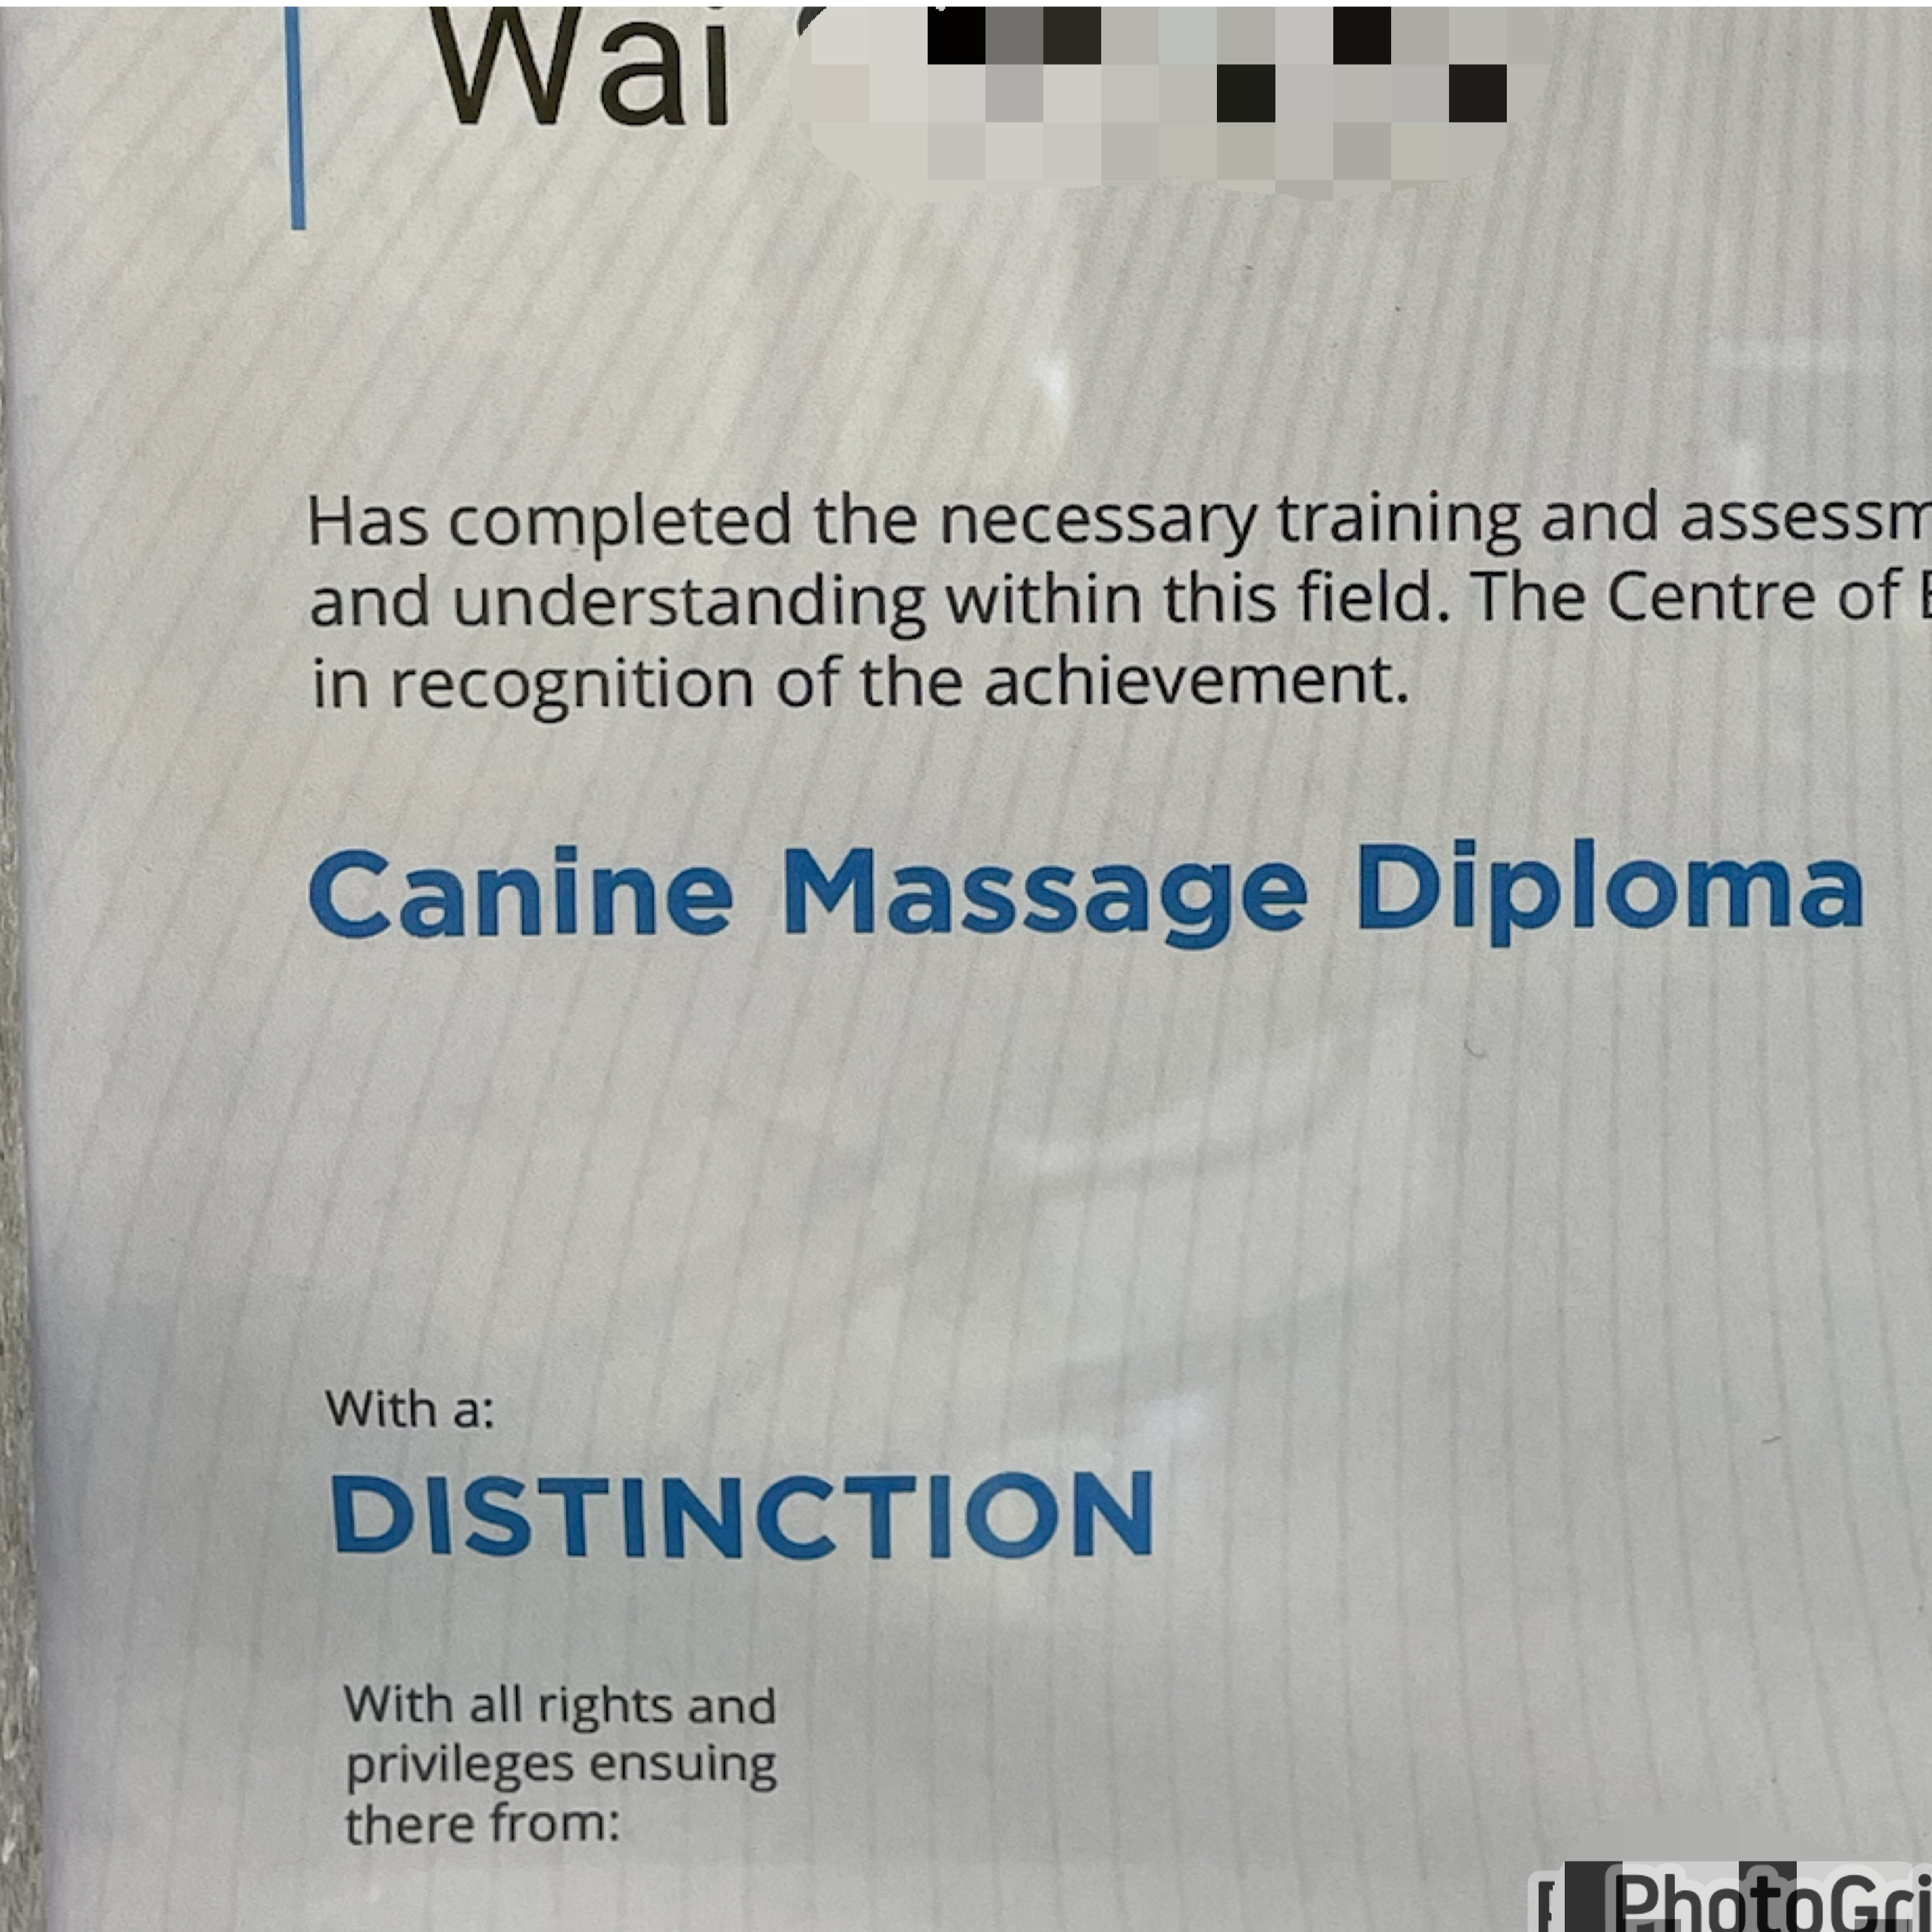 Wai
Has completed the necessary training and assessm
and understanding within this field. The Centre of E
in recognition of the achievement.
Canine Massage Diploma
With a:
DISTINCTION
With all rights and
privileges ensuing
there from:
PhotoGri